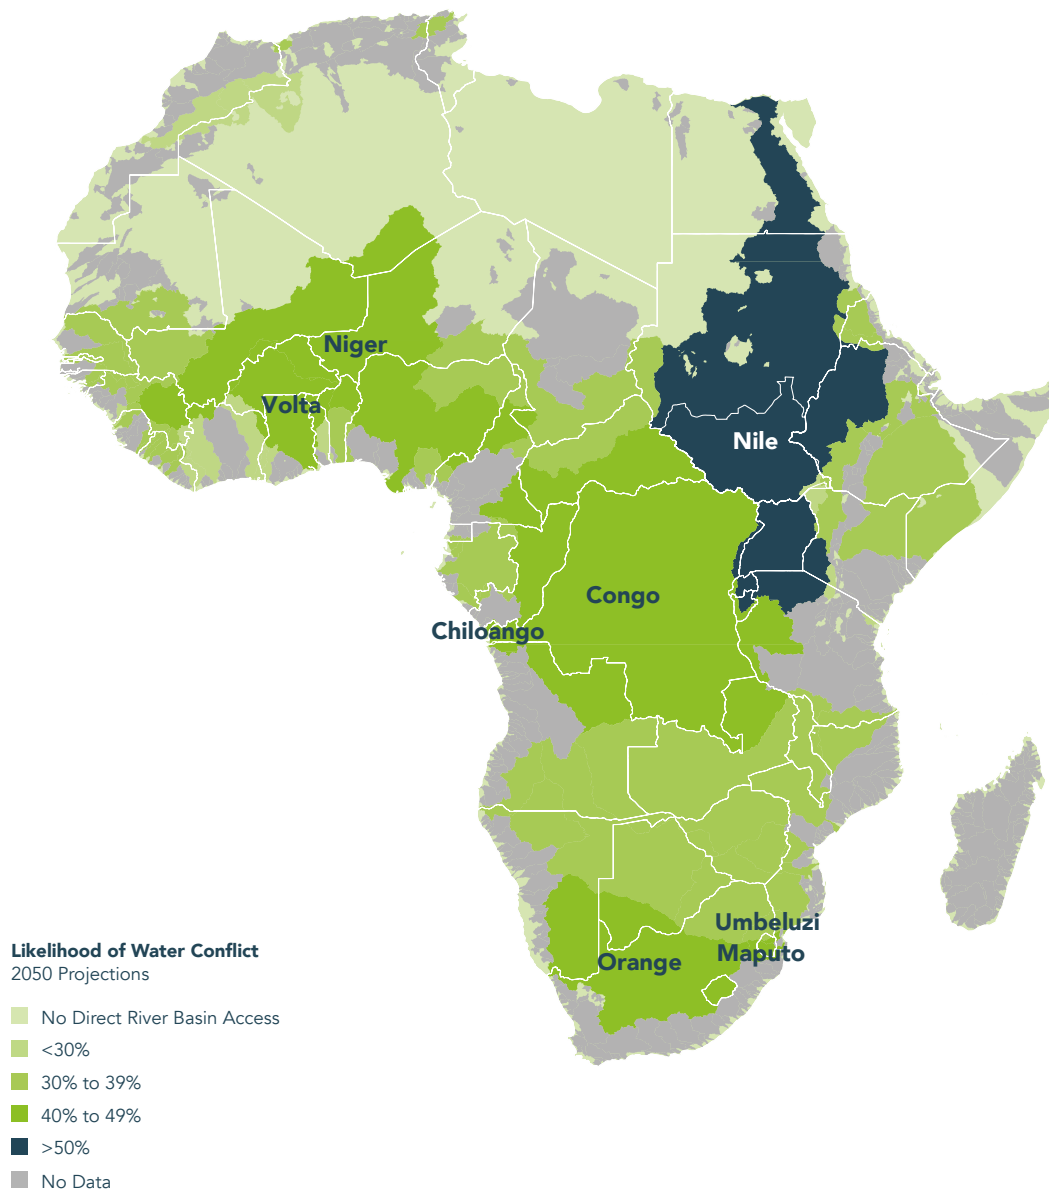 Niger
Volta
Nile
Congo
Chiloango
Umbeluzi
Maputo
Orange
Likelihood of Water Conflict
2050 Projections
No Direct River Basin Access
<30%
30% to 39%
40% to 49%
>50%
No Data